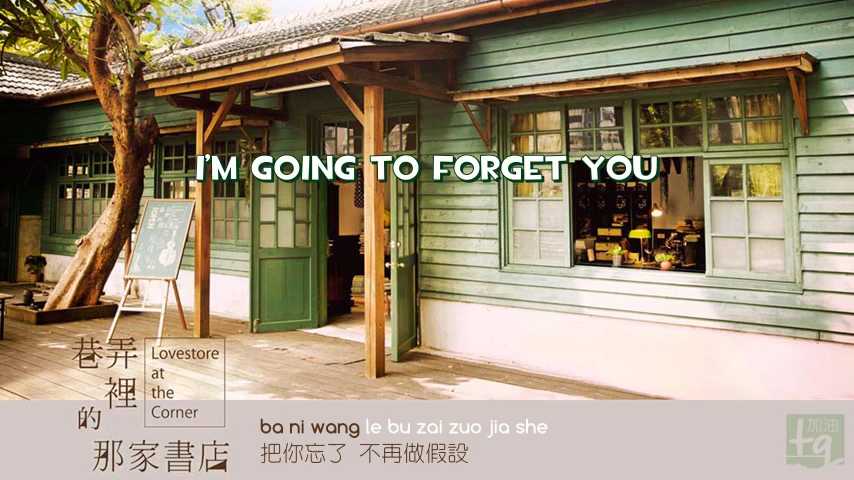 I'M GOING TO FORGET YOU
巷弄裡的那家書店
Lovestore
at
the
Corner
ba ni wang le bu zai zuo jia she
把你忘了 不再做假設
加油
tg